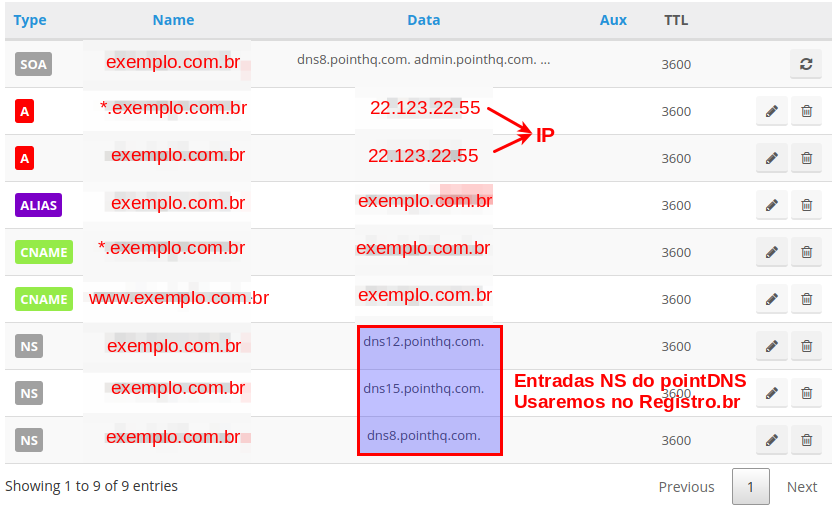 Type Name Data Aux TTL
SOA exemplo.com.br dns8.pointhq.com. admin.pointhq.com. ... 3600
A *.exemplo.com.br 22.123.22.55 3600
IP
A exemplo.com.br 22.123.22.55 3600
ALIAS exemplo.com.br exemplo.com.br 3600
CNAME *.exemplo.com.br exemplo.com.br 3600
CNAME www.exemplo.com.br exemplo.com.br 3600
NS exemplo.com.br dns12.pointhq.com. 3600
Entradas NS do pointDNS
NS exemplo.com.br dns15.pointhq.com. 3600
Usaremos no Registro.br
NS exemplo.com.br dns8.pointhq.com. 3600
Showing 1 to 9 of 9 entries Previous 1 Next